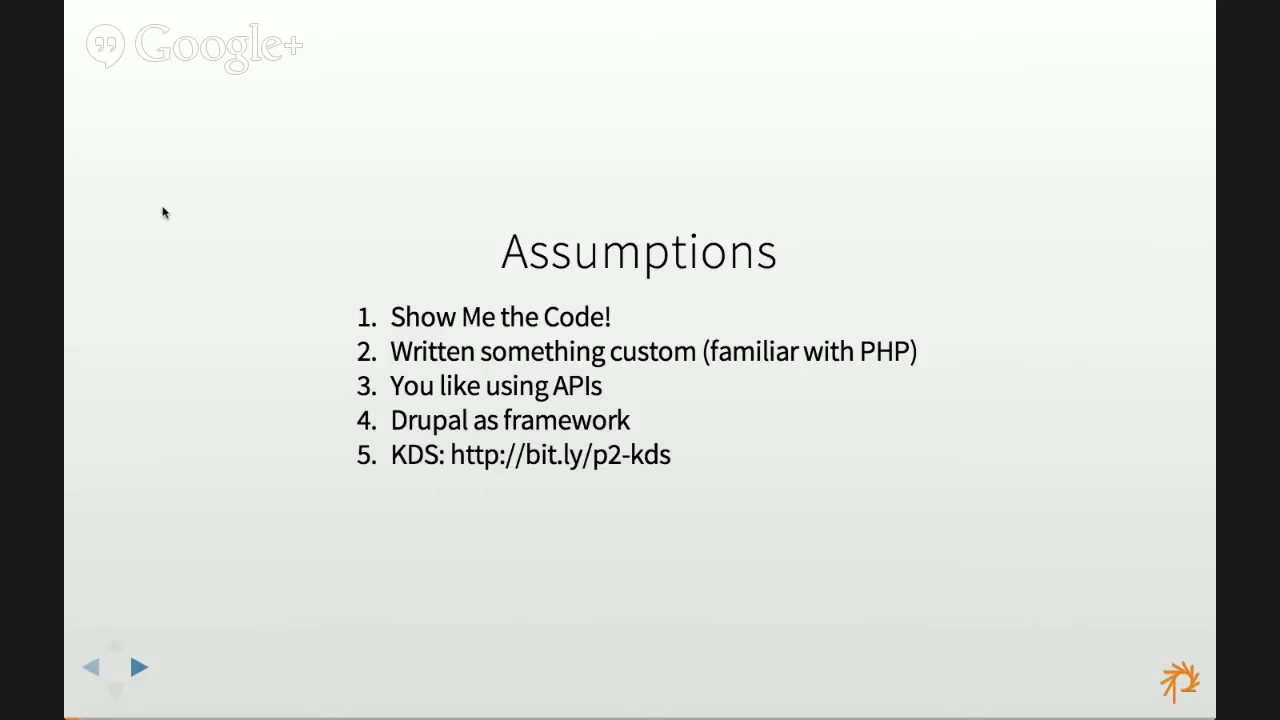 Google+
Assumptions
1. Show Me the Code!
2. Written something custom (familiar with PHP)
3. You like using APIs
4. Drupal as framework
5. KDS: http://bit.ly/p2-kds